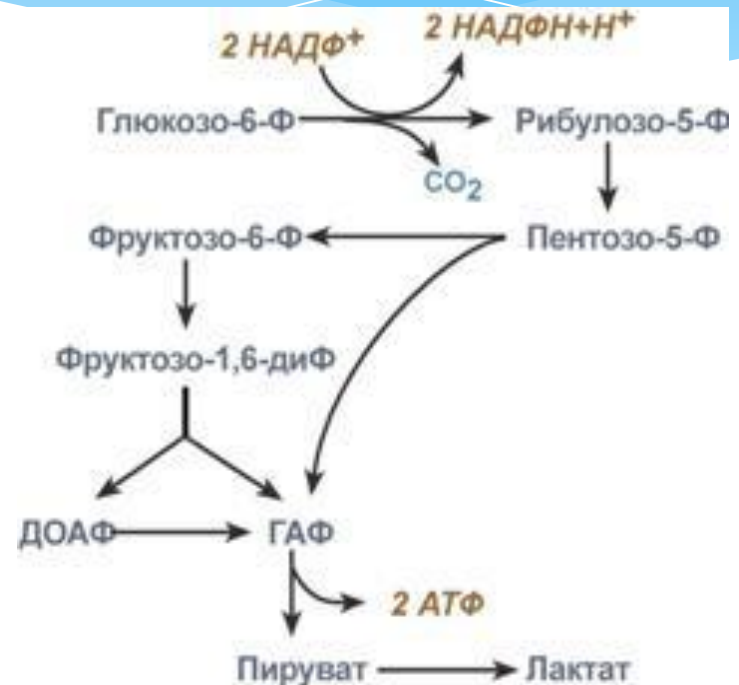 2 НАДФ+ 2 НАДФН+Н+
Глюкозо-6-Ф Рибулозо-5-Ф
CO2
Фруктозо-6-Ф Пентозо-5-Ф
Фруктозо-1,6-диФ
ДОАФ ГАФ
2 АТФ
Пируват Лактат